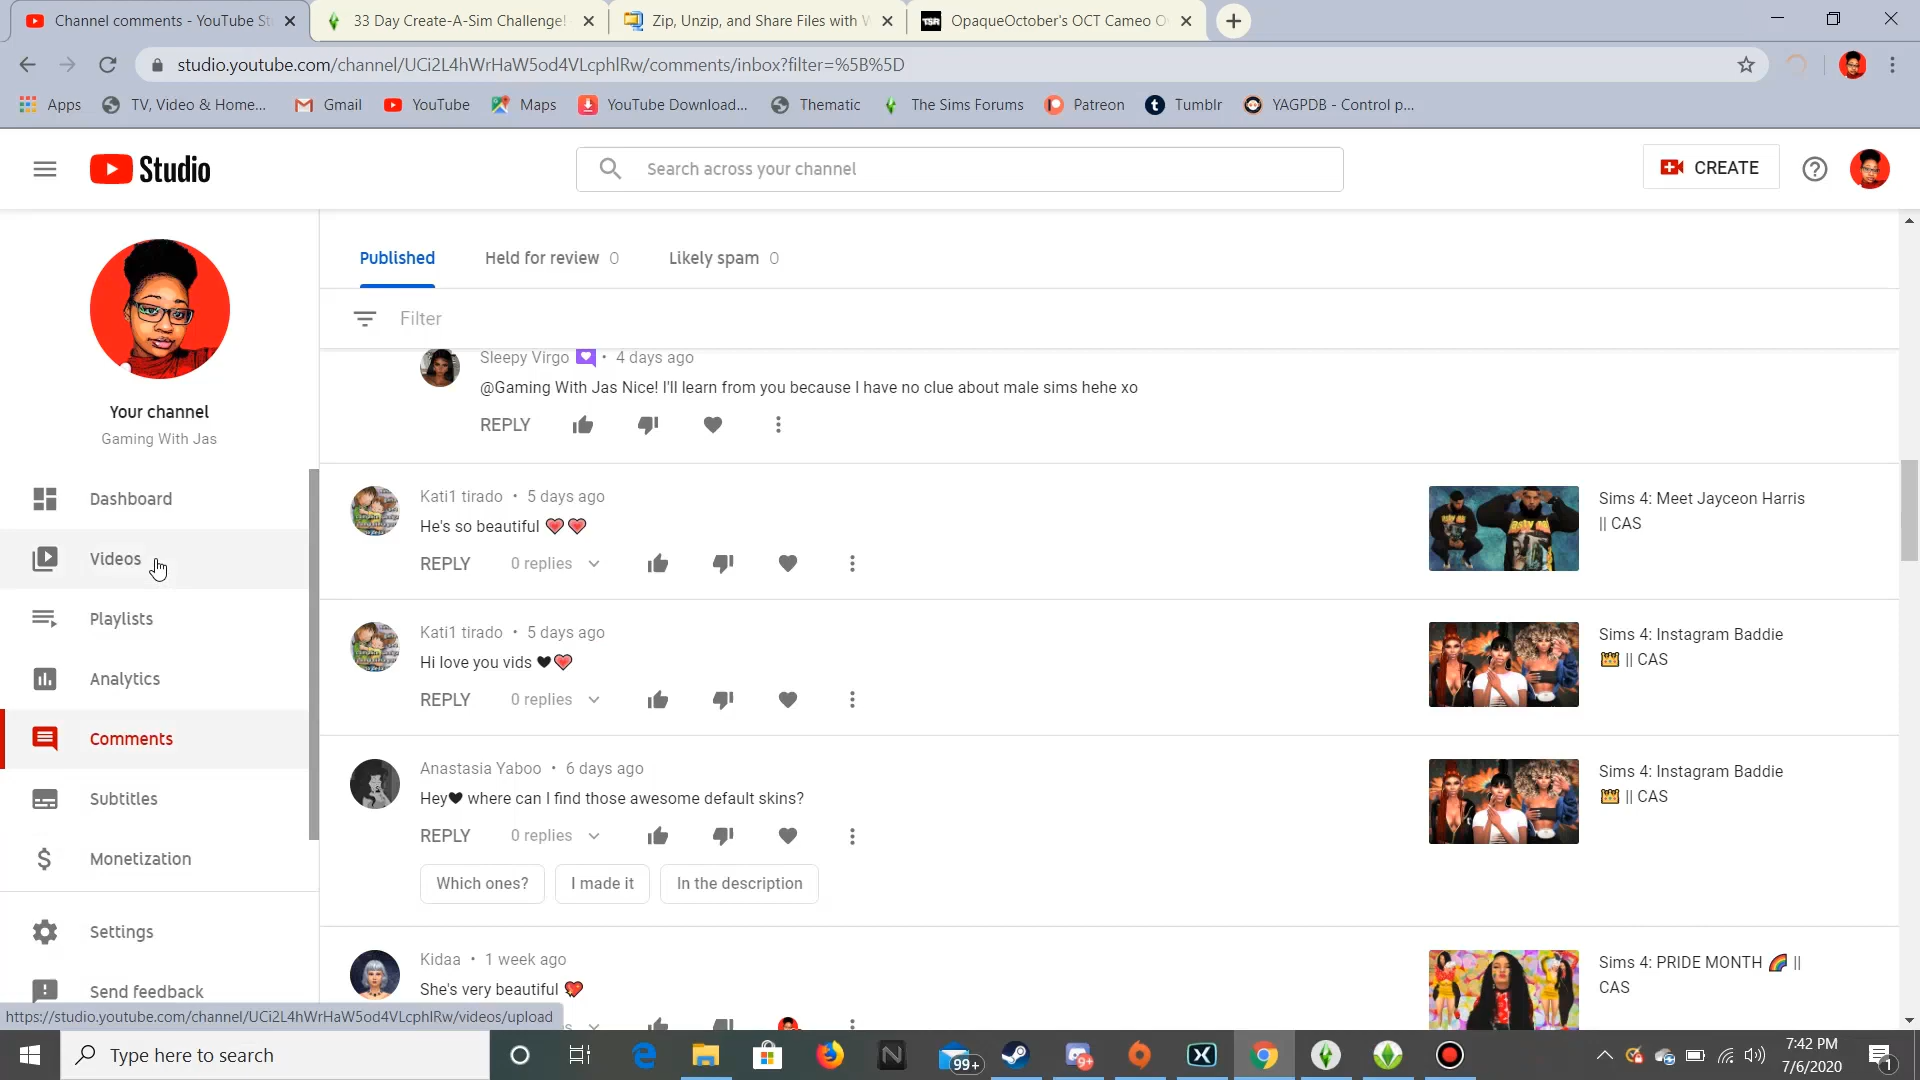 Channel comments - YouTube St
33 Day Create-A-Sim Challenge!
Zip, Unzip, and Share Files with W
TSR OpaqueOctober's OCT Cameo O
studio.youtube.com/channel/UCi2L4hWrHaW5od4VLcphlRw/comments/inbox?filter=%5B%5D
Apps TV, Video & Home... Gmail YouTube Maps YouTube Download... Thematic The Sims Forums Patreon Tumblr YAGPDB - Control p...
Studio
Search across your channel
CREATE
Your channel
Gaming With Jas
Dashboard
Videos
Playlists
Analytics
Comments
Subtitles
Monetization
Settings
Send feedback
Published Held for review 0 Likely spam 0
Filter
Sleepy Virgo 💜 • 4 days ago
@Gaming With Jas Nice! I'll learn from you because I have no clue about male sims hehe xo
REPLY
Kati1 tirado • 5 days ago
He's so beautiful 💗💗
REPLY 0 replies
Sims 4: Meet Jayceon Harris
|| CAS
Kati1 tirado • 5 days ago
Hi love you vids 🖤💗
REPLY 0 replies
Sims 4: Instagram Baddie
👑 || CAS
Anastasia Yaboo • 6 days ago
Hey🖤 where can I find those awesome default skins?
REPLY 0 replies
Which ones? I made it In the description
Sims 4: Instagram Baddie
👑 || CAS
Kidaa • 1 week ago
She's very beautiful 💖
Sims 4: PRIDE MONTH 🌈 ||
CAS
https://studio.youtube.com/channel/UCi2L4hWrHaW5od4VLcphlRw/videos/upload
Type here to search
99+
9+
7:42 PM
7/6/2020
1